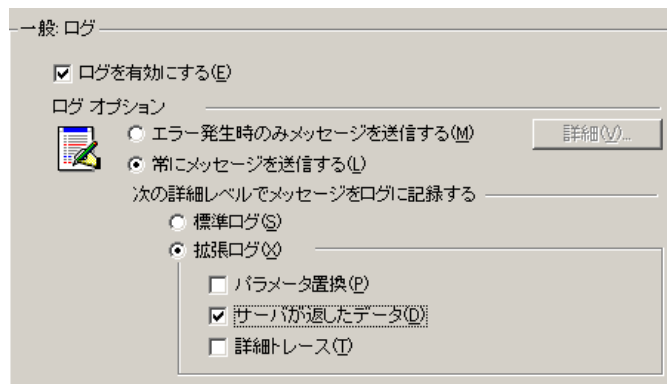 一般: ログ
ログを有効にする(E)
ログ オプション
エラー発生時のみメッセージを送信する(M)
詳細(V)...
常にメッセージを送信する(L)
次の詳細レベルでメッセージをログに記録する
標準ログ(S)
拡張ログ(X)
パラメータ置換(P)
サーバが返したデータ(D)
詳細トレース(T)